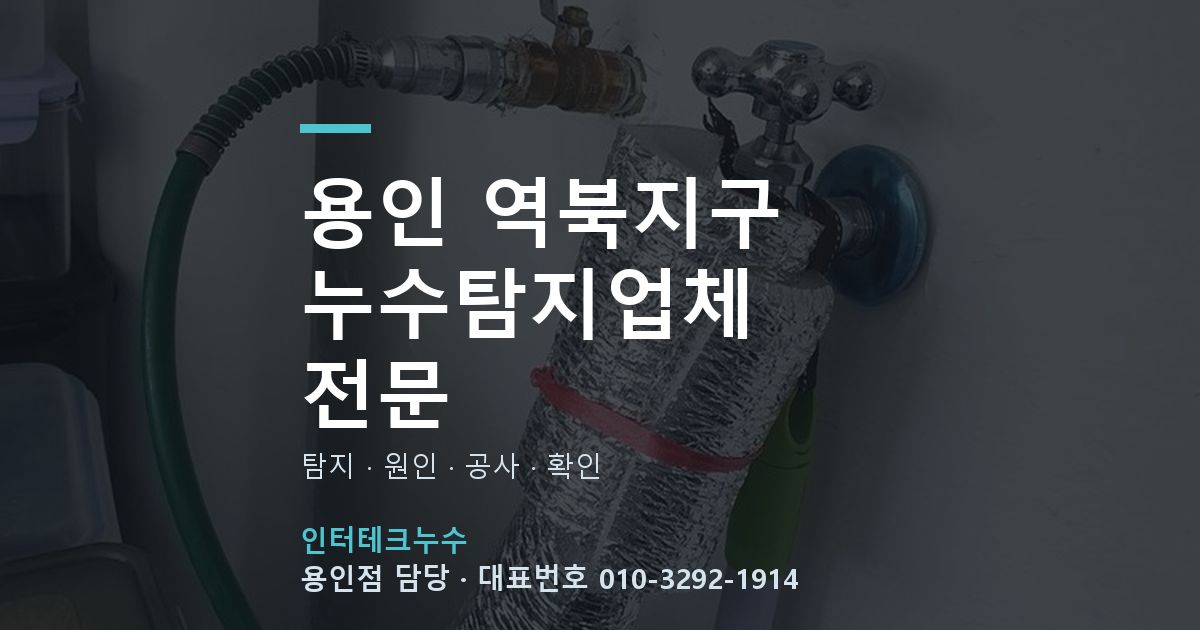 용인 역북지구
누수탐지업체
전문
탐지 · 원인 · 공사 · 확인
인터테크누수
용인점 담당 · 대표번호 010-3292-1914